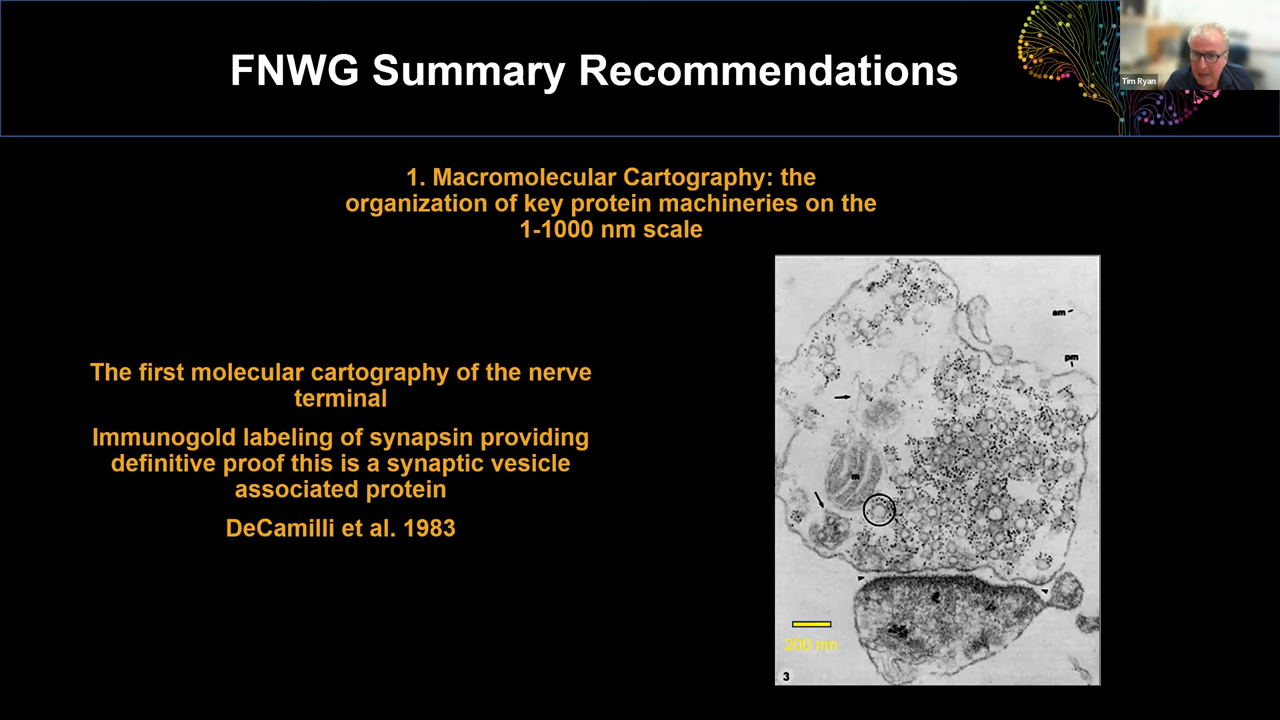 FNWG Summary Recommendations
Tim Ryan
1. Macromolecular Cartography: the
organization of key protein machineries on the
1-1000 nm scale
The first molecular cartography of the nerve
terminal
Immunogold labeling of synapsin providing
definitive proof this is a synaptic vesicle
associated protein
DeCamilli et al. 1983
am
pm
m
200 nm
3